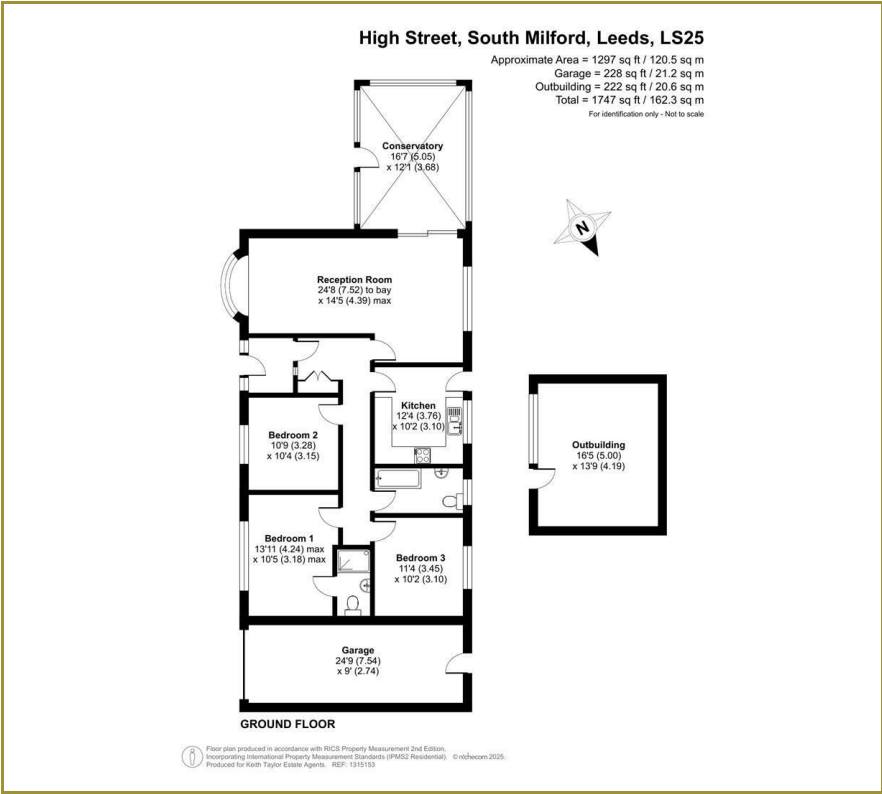 High Street, South Milford, Leeds, LS25
Approximate Area = 1297 sq ft / 120.5 sq m
Garage = 228 sq ft / 21.2 sq m
Outbuilding = 222 sq ft / 20.6 sq m
Total = 1747 sq ft / 162.3 sq m
For identification only - Not to scale
Conservatory
16'7 (5.05)
x 12'1 (3.68)
N
Reception Room
24'8 (7.52) to bay
x 14'5 (4.39) max
Kitchen
12'4 (3.76)
x 10'2 (3.10)
Bedroom 2
10'9 (3.28)
x 10'4 (3.15)
Outbuilding
16'5 (5.00)
x 13'9 (4.19)
Bedroom 1
13'11 (4.24) max
x 10'5 (3.18) max
Bedroom 3
11'4 (3.45)
x 10'2 (3.10)
Garage
24'9 (7.54)
x 9' (2.74)
GROUND FLOOR
Floor plan produced in accordance with RICS Property Measurement 2nd Edition,
Incorporating International Property Measurement Standards (IPMS2 Residential). © nichecom 2025.
Produced for Keith Taylor Estate Agents. REF: 1315153